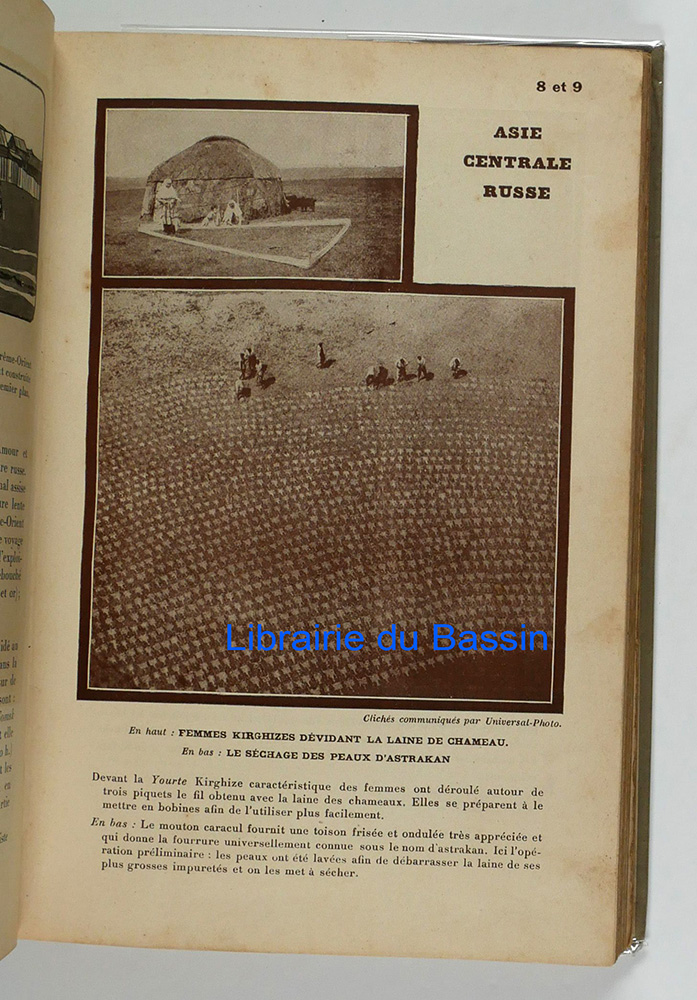 8 et 9
ASIE
CENTRALE
RUSSE
Librairie du Bassin
Clichés communiqués par Universal-Photo.
En haut : FEMMES KIRGHIZES DÉVIDANT LA LAINE DE CHAMEAU.
En bas : LE SÉCHAGE DES PEAUX D'ASTRAKAN
Devant la Yourte Kirghize caractéristique des femmes ont déroulé autour de
trois piquets le fil obtenu avec la laine des chameaux. Elles se préparent à le
mettre en bobines afin de l'utiliser plus facilement.
En bas : Le mouton caracul fournit une toison frisée et ondulée très appréciée et
qui donne la fourrure universellement connue sous le nom d'astrakan. Ici l'opé-
ration préliminaire : les peaux ont été lavées afin de débarrasser la laine de ses
plus grosses impuretés et on les met à sécher.